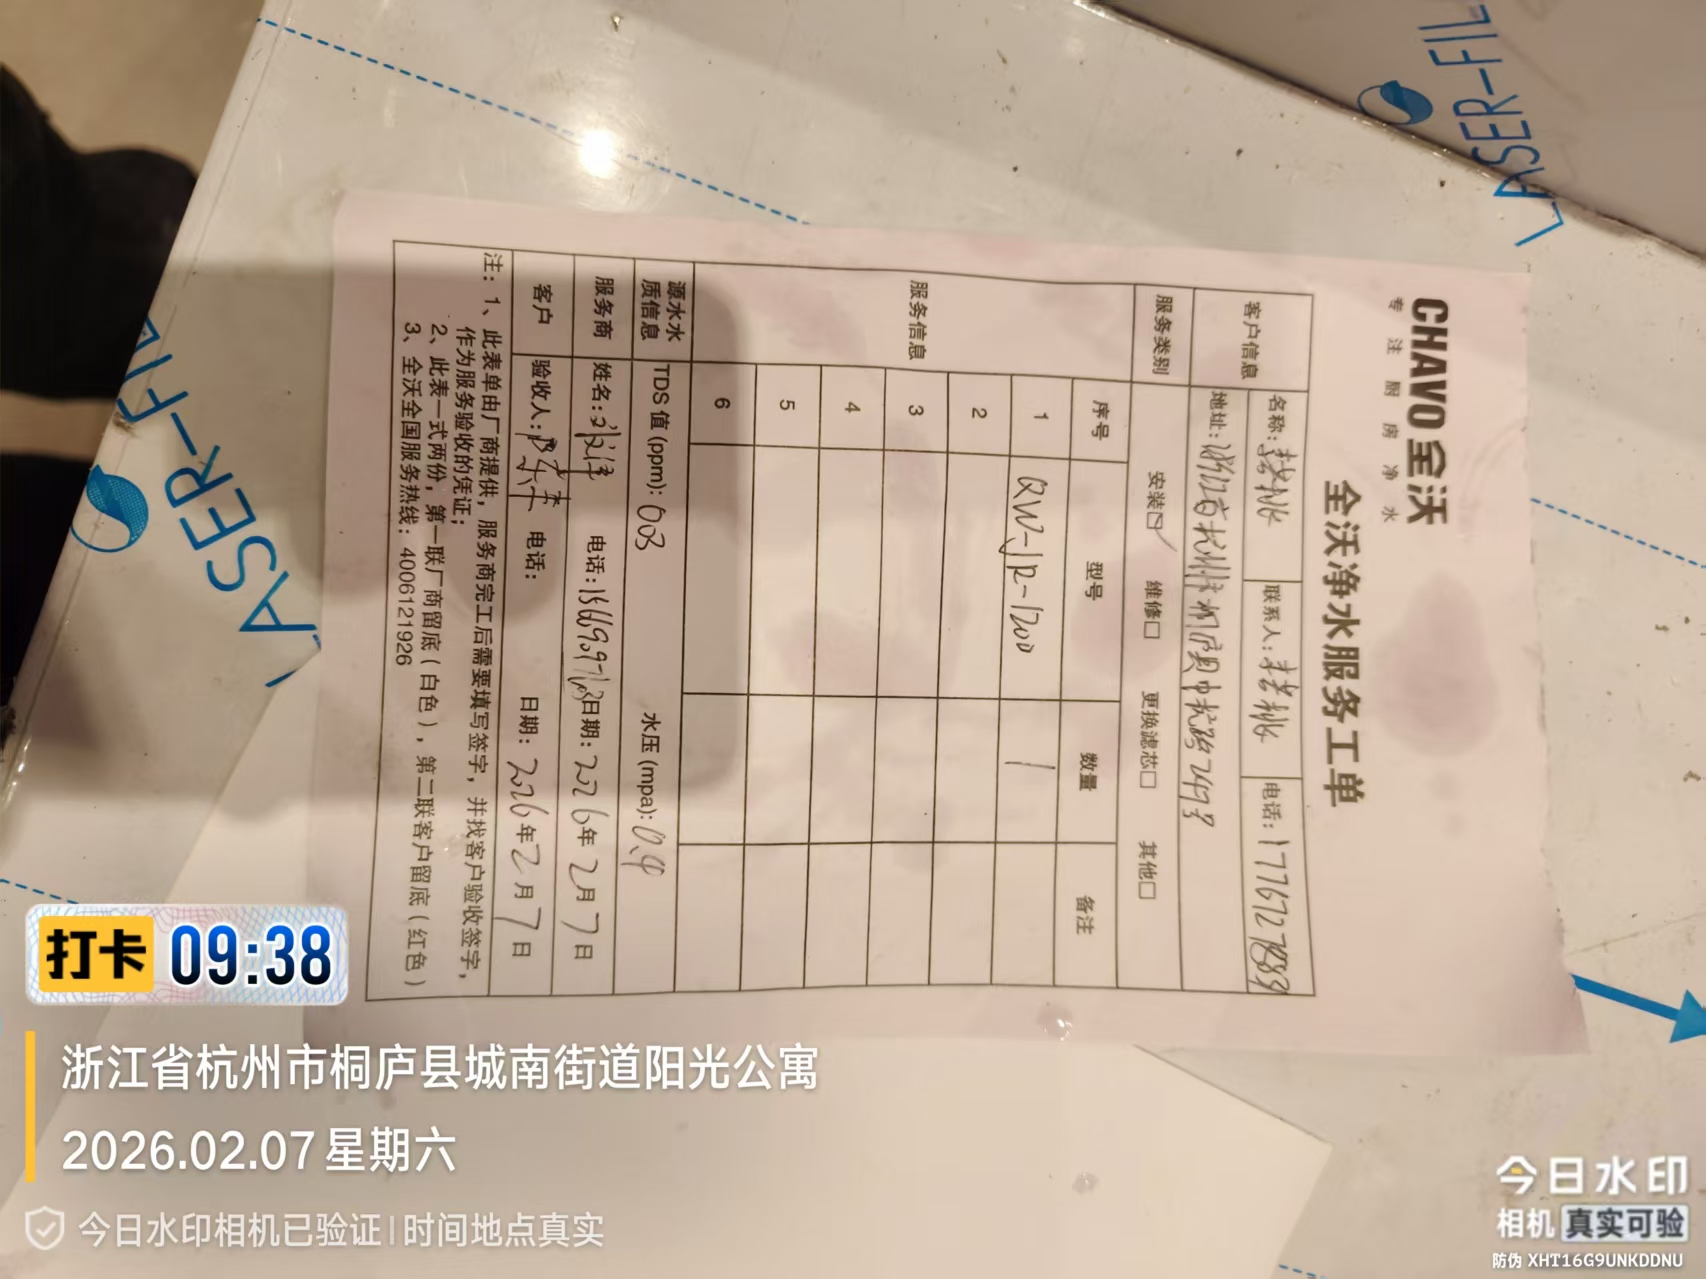 CHAVO 全沃
专注厨房净水
全沃净水服务工单
客户信息 名称： 联系人： 电话：
地址：浙江省杭州市桐庐县中杭路247号
服务类别 安装☑ 维修□ 更换滤芯□ 其他□
服务信息 序号 型号 数量 备注
1 QW-JR-1200 1
2
3
4
5
6
源水水质信息 TDS 值 (ppm)：003 水压 (mpa)：0.4
服务商 姓名： 电话： 日期：2026年2月7日
客户 验收人： 电话： 日期：2026年2月7日
注：1、此表单由厂商提供，服务商完工后需要填写签字，并找客户验收签字，
作为服务验收的凭证；
2、此表一式两份，第一联厂商留底（白色），第二联客户留底（红色）
3、全沃全国服务热线：4006121926
LASER-FIL
LASER-FIL
打卡 09:38
浙江省杭州市桐庐县城南街道阳光公寓
2026.02.07 星期六
今日水印相机已验证 | 时间地点真实
今日水印
相机 真实可验
防伪 XHT16G9UNKDDNU